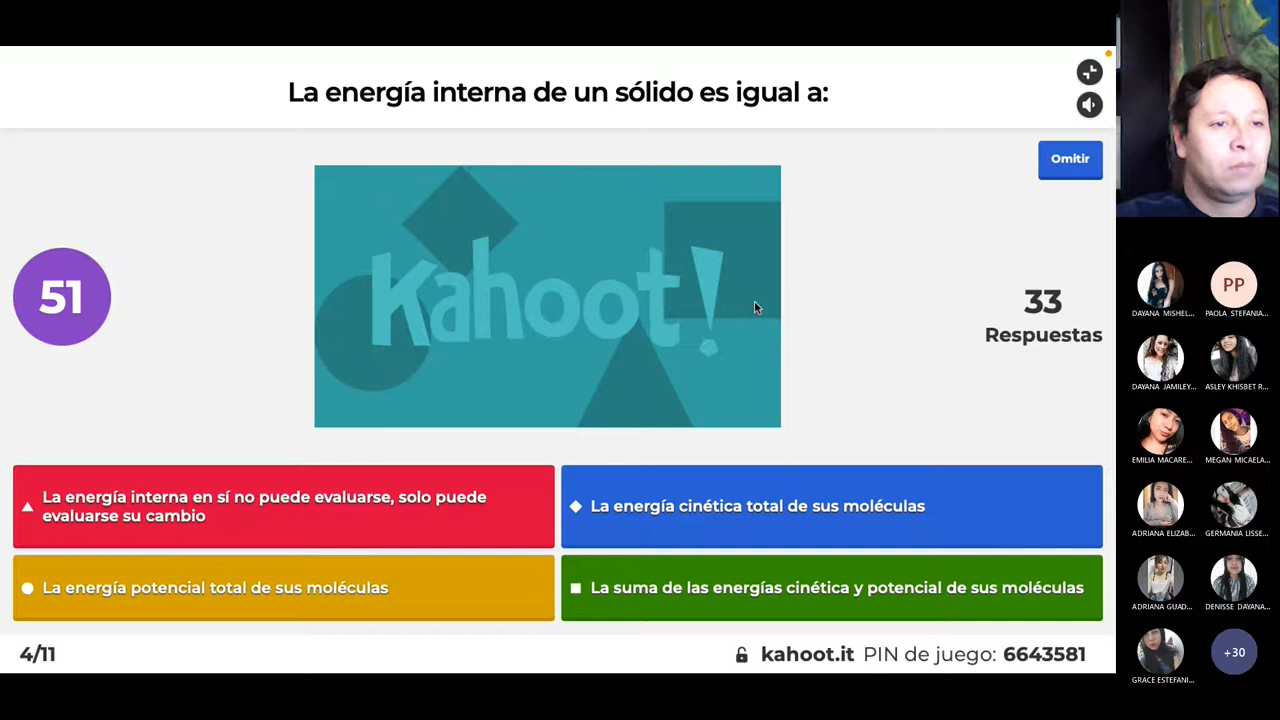 La energía interna de un sólido es igual a:
Omitir
Kahoot!
51
33
Respuestas
La energía interna en sí no puede evaluarse, solo puede
evaluarse su cambio
La energía cinética total de sus moléculas
La energía potencial total de sus moléculas
La suma de las energías cinética y potencial de sus moléculas
4/11
kahoot.it PIN de juego: 6643581
PP
DAYANA MISHEL...
PAOLA STEFANIA...
DAYANA JAMILEY...
ASLEY KHISBET R...
EMILIA MACARE...
MEGAN MICAELA...
ADRIANA ELIZAB...
GERMANIA LISSE...
ADRIANA GUAD...
DENISSE DAYANA...
GRACE ESTEFANI...
+30